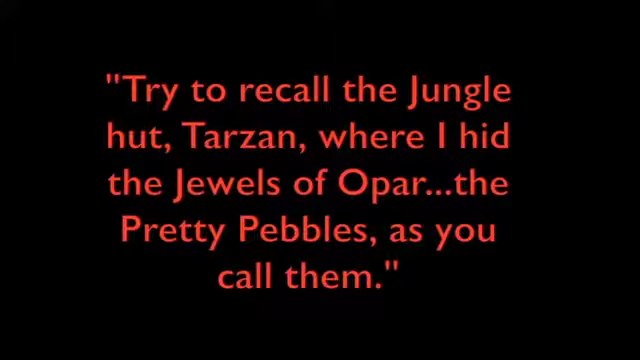 "Try to recall the Jungle
hut, Tarzan, where I hid
the Jewels of Opar...the
Pretty Pebbles, as you
call them."